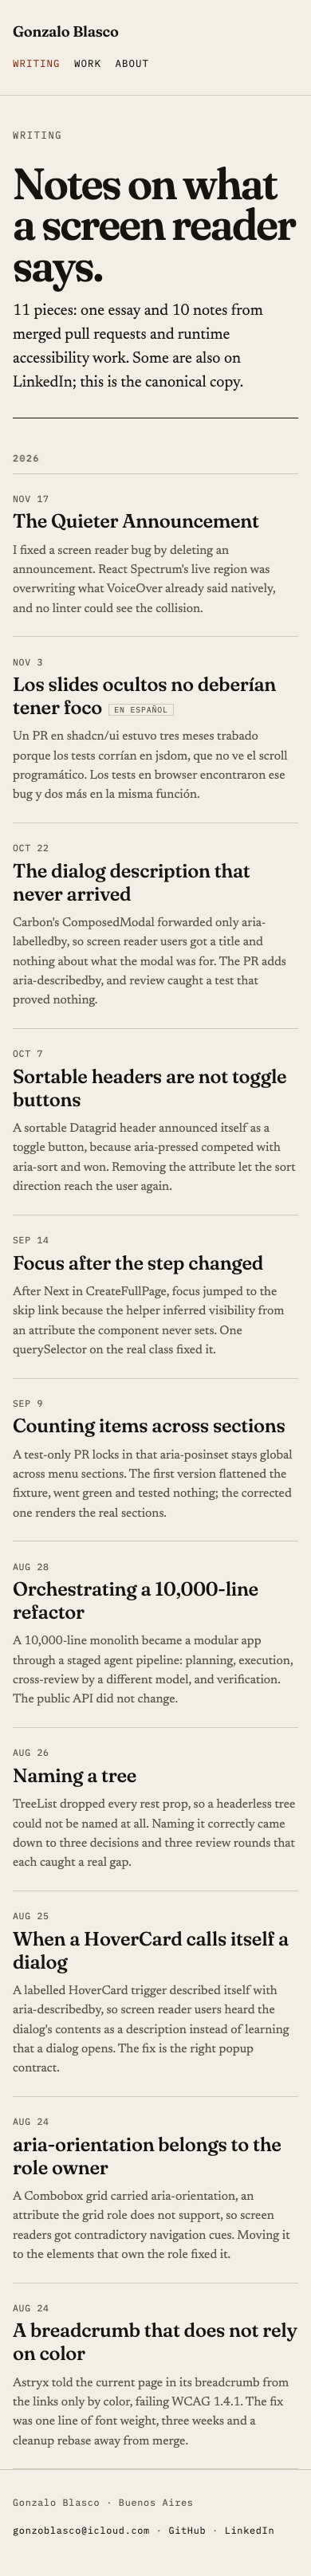 Gonzalo Blasco
WRITING WORK ABOUT
WRITING
Notes on what
a screen reader
says.
11 pieces: one essay and 10 notes from
merged pull requests and runtime
accessibility work. Some are also on
LinkedIn; this is the canonical copy.
2026
NOV 17
The Quieter Announcement
I fixed a screen reader bug by deleting an
announcement. React Spectrum's live region was
overwriting what VoiceOver already said natively,
and no linter could see the collision.
NOV 3
Los slides ocultos no deberían
tener foco EN ESPAÑOL
Un PR en shadcn/ui estuvo tres meses trabado
porque los tests corrían en jsdom, que no ve el scroll
programático. Los tests en browser encontraron ese
bug y dos más en la misma función.
OCT 22
The dialog description that
never arrived
Carbon's ComposedModal forwarded only aria-
labelledby, so screen reader users got a title and
nothing about what the modal was for. The PR adds
aria-describedby, and review caught a test that
proved nothing.
OCT 7
Sortable headers are not toggle
buttons
A sortable Datagrid header announced itself as a
toggle button, because aria-pressed competed with
aria-sort and won. Removing the attribute let the sort
direction reach the user again.
SEP 14
Focus after the step changed
After Next in CreateFullPage, focus jumped to the
skip link because the helper inferred visibility from
an attribute the component never sets. One
querySelector on the real class fixed it.
SEP 9
Counting items across sections
A test-only PR locks in that aria-posinset stays global
across menu sections. The first version flattened the
fixture, went green and tested nothing; the corrected
one renders the real sections.
AUG 28
Orchestrating a 10,000-line
refactor
A 10,000-line monolith became a modular app
through a staged agent pipeline: planning, execution,
cross-review by a different model, and verification.
The public API did not change.
AUG 26
Naming a tree
TreeList dropped every rest prop, so a headerless tree
could not be named at all. Naming it correctly came
down to three decisions and three review rounds that
each caught a real gap.
AUG 25
When a HoverCard calls itself a
dialog
A labelled HoverCard trigger described itself with
aria-describedby, so screen reader users heard the
dialog's contents as a description instead of learning
that a dialog opens. The fix is the right popup
contract.
AUG 24
aria-orientation belongs to the
role owner
A Combobox grid carried aria-orientation, an
attribute the grid role does not support, so screen
readers got contradictory navigation cues. Moving it
to the elements that own the role fixed it.
AUG 24
A breadcrumb that does not rely
on color
Astryx told the current page in its breadcrumb from
the links only by color, failing WCAG 1.4.1. The fix
was one line of font weight, three weeks and a
cleanup rebase away from merge.
Gonzalo Blasco · Buenos Aires
gonzoblasco@icloud.com · GitHub · LinkedIn